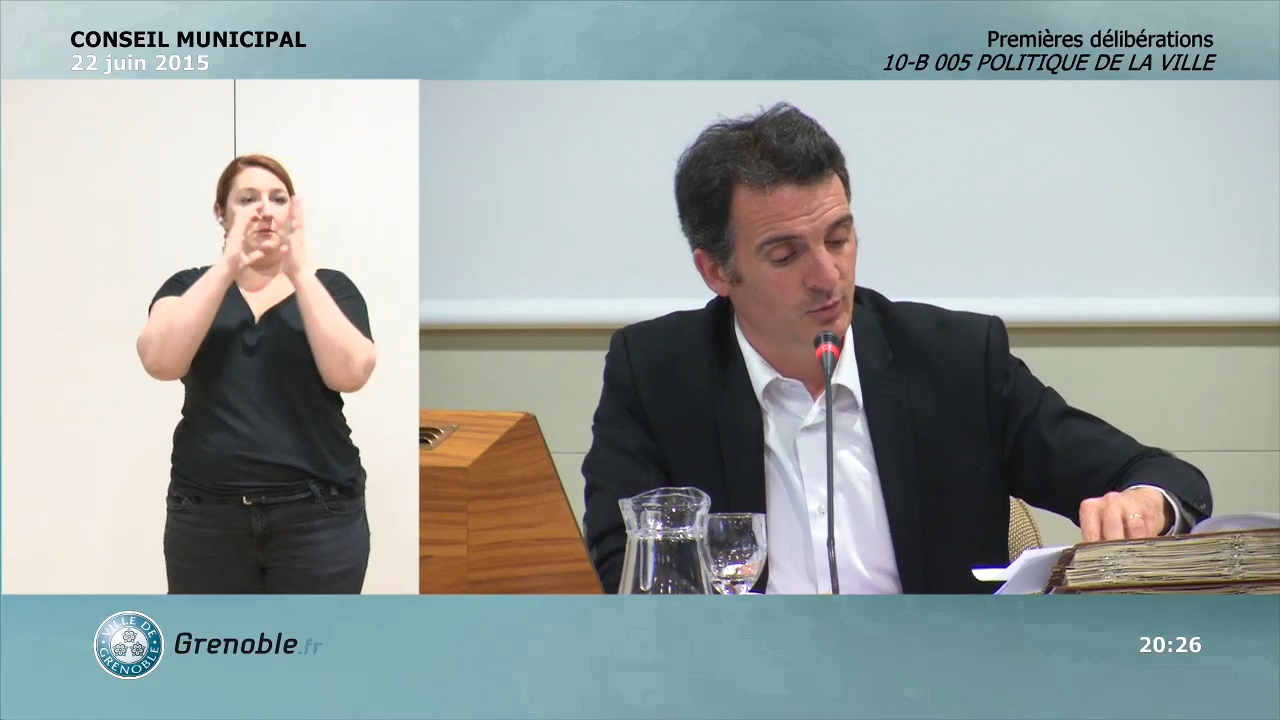 CONSEIL MUNICIPAL
22 juin 2015
Premières délibérations
10-B 005 POLITIQUE DE LA VILLE
VILLE DE
GRENOBLE
Grenoble.fr
20:26